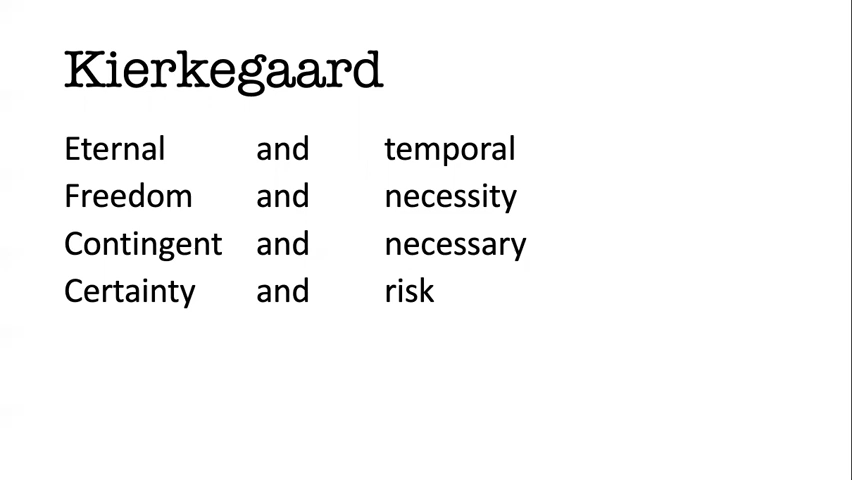 Kierkegaard
Eternal and temporal
Freedom and necessity
Contingent and necessary
Certainty and risk